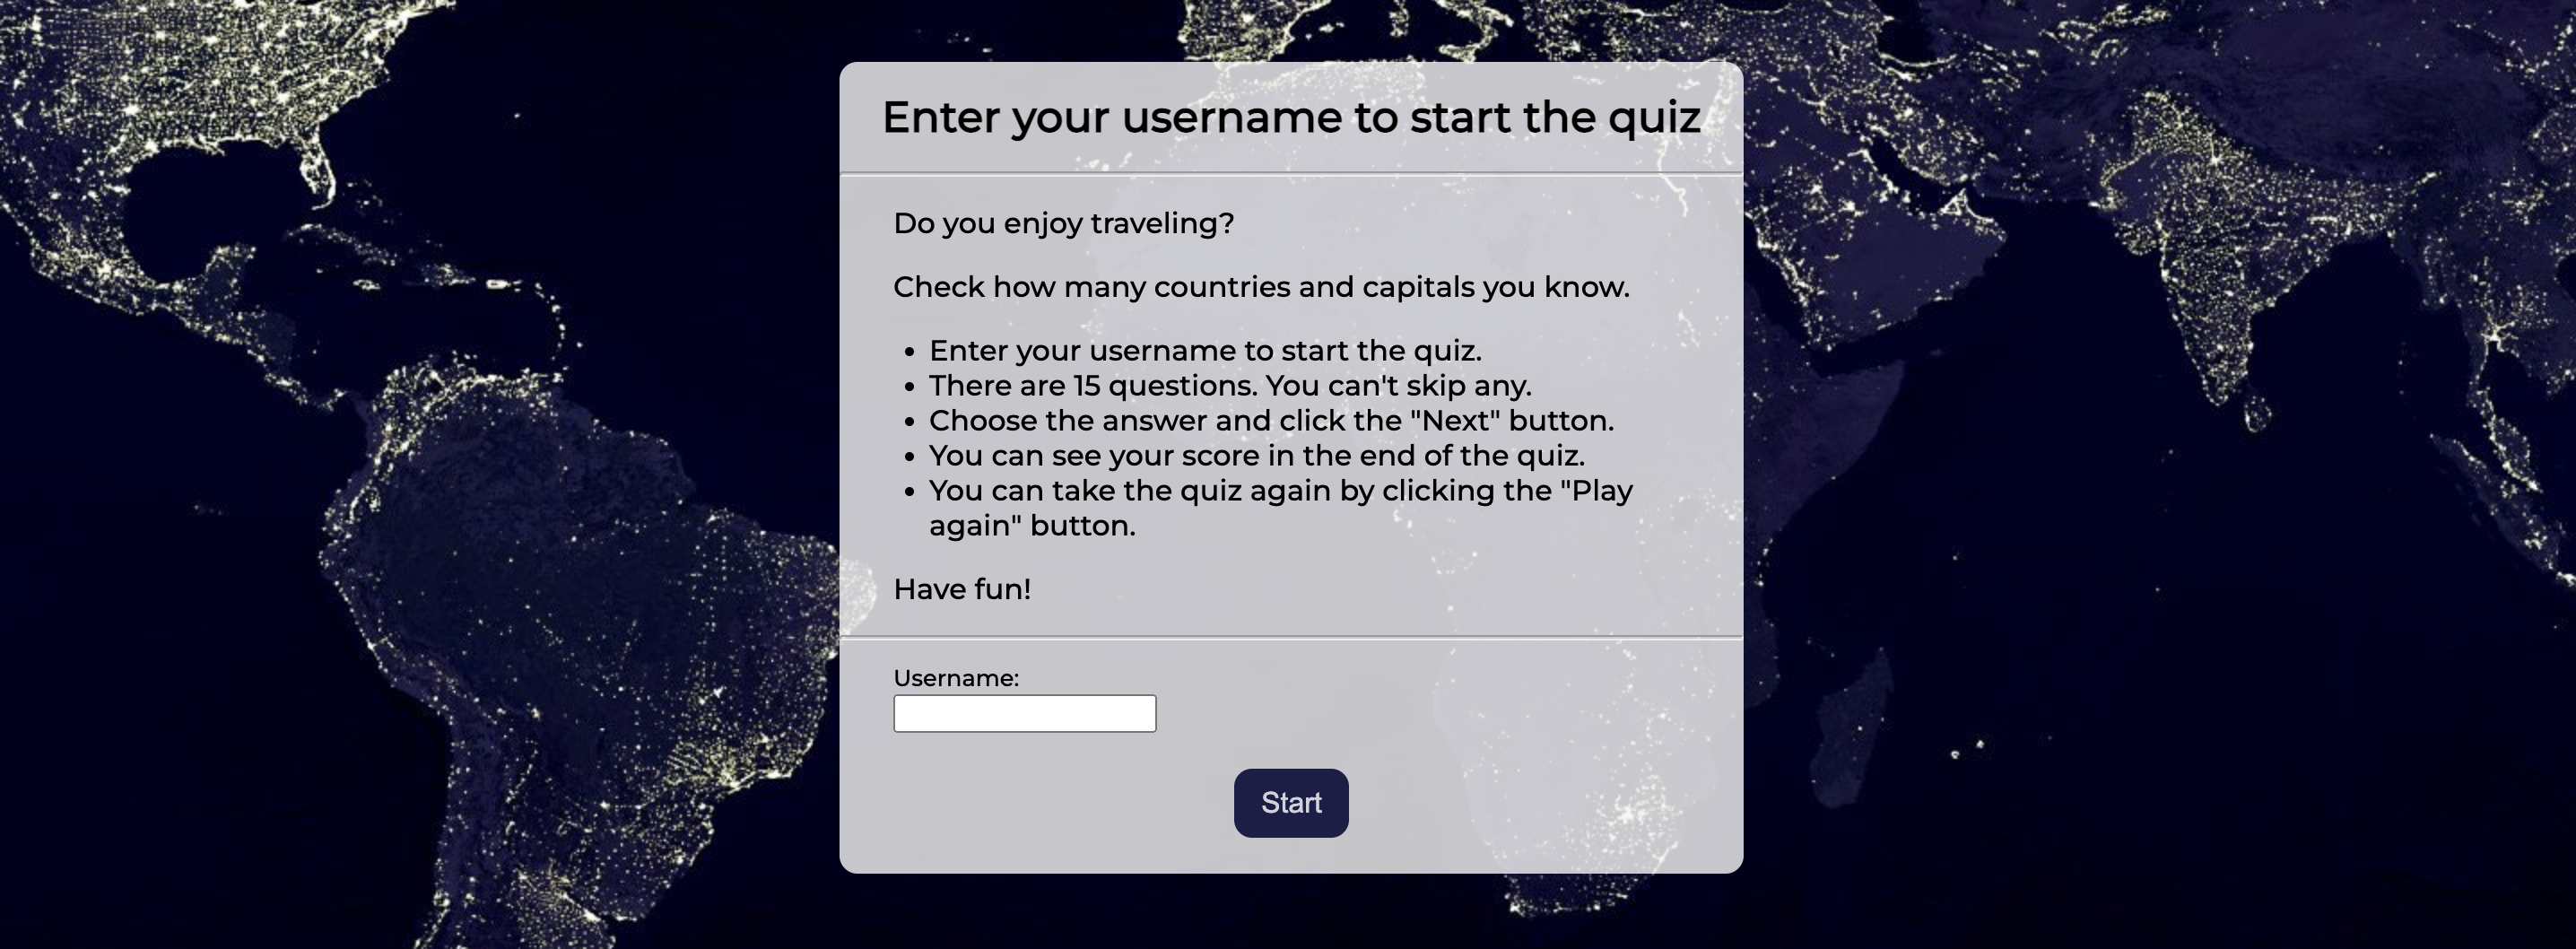 Enter your username to start the quiz
Do you enjoy traveling?
Check how many countries and capitals you know.
• Enter your username to start the quiz.
• There are 15 questions. You can't skip any.
• Choose the answer and click the "Next" button.
• You can see your score in the end of the quiz.
• You can take the quiz again by clicking the "Play
again" button.
Have fun!
Username:
Start